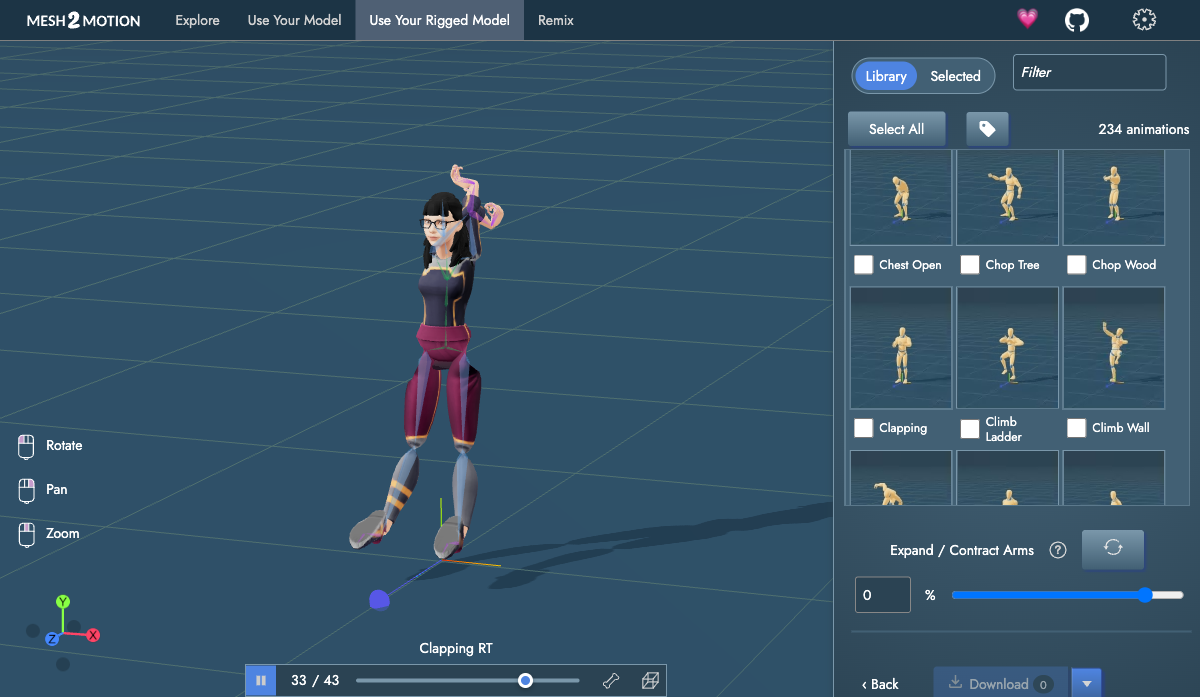 MESH2MOTION Explore Use Your Model Use Your Rigged Model Remix
Library Selected Filter
Select All 234 animations
Chest Open Chop Tree Chop Wood
Clapping Climb Ladder Climb Wall
Rotate
Pan
Zoom
Expand / Contract Arms ?
0 %
Y
X
Z
Clapping RT
33 / 43
‹ Back Download 0